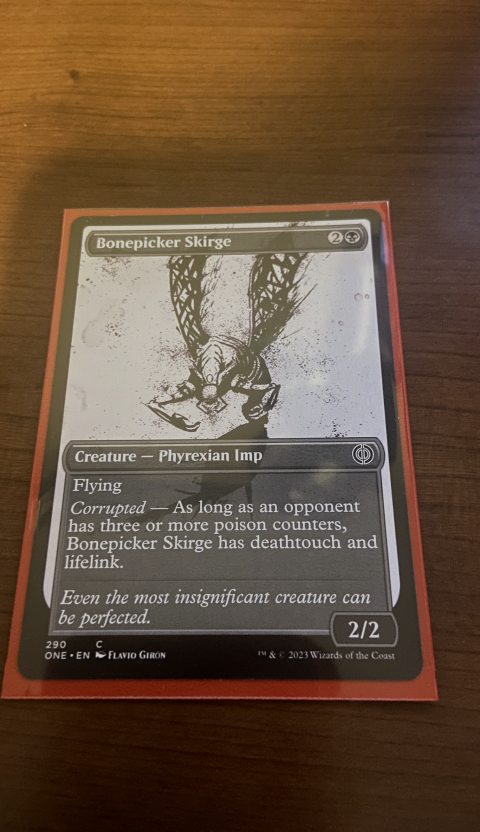 Bonepicker Skirge 2
Creature — Phyrexian Imp
Flying
Corrupted — As long as an opponent
has three or more poison counters,
Bonepicker Skirge has deathtouch and
lifelink.
Even the most insignificant creature can
be perfected.
2/2
290 C
ONE • EN FLAVIO GIRÓN
™ & © 2023 Wizards of the Coast